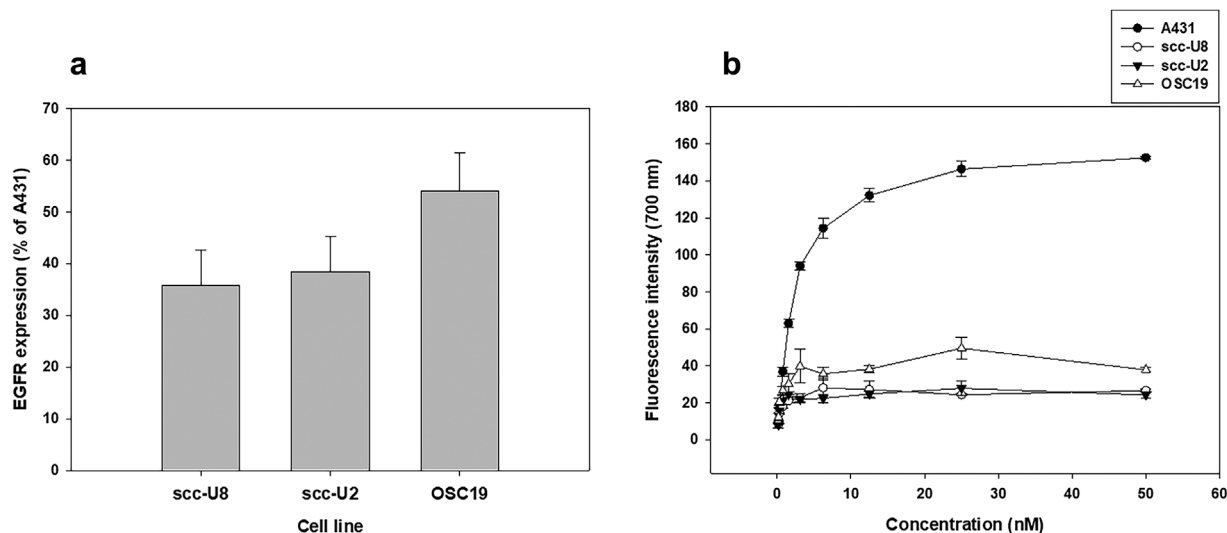 a
70
60
50
40
30
20
10
0
EGFR expression (% of A431)
scc-U8 scc-U2 OSC19
Cell line
b
A431
scc-U8
scc-U2
OSC19
180
160
140
120
100
80
60
40
20
0
Fluorescence intensity (700 nm)
0 10 20 30 40 50 60
Concentration (nM)